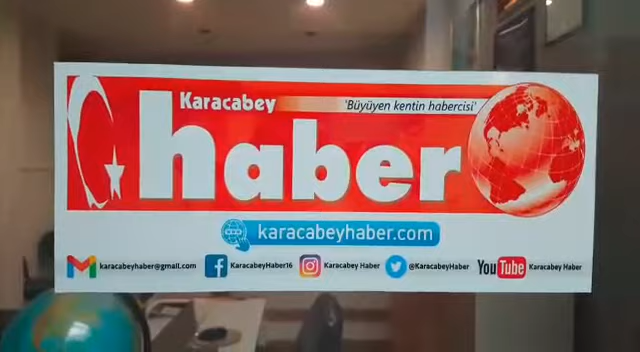 Karacabey
'Büyüyen kentin habercisi'
haber
karacabeyhaber.com
karacabeyhaber@gmail.com KaracabeyHaber16 Karacabey Haber @KaracabeyHaber YouTube Karacabey Haber